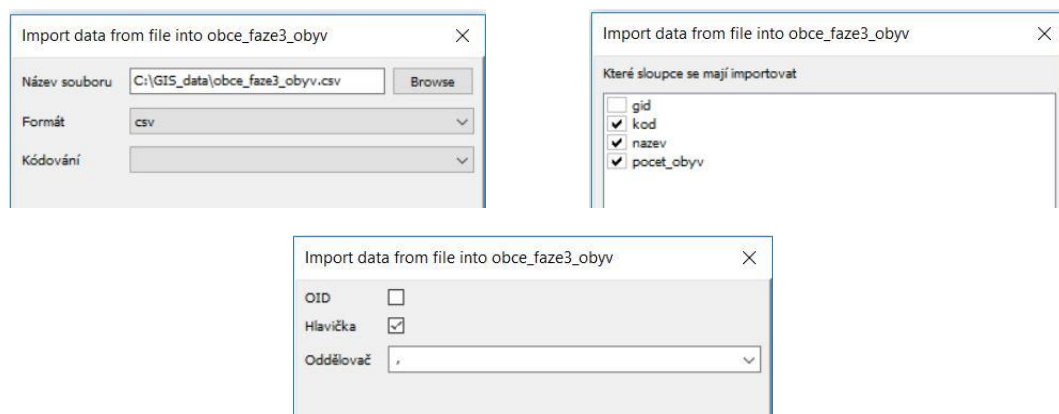 Import data from file into obce_faze3_obyv
Název souboru C:\GIS_data\obce_faze3_obyv.csv Browse
Formát csv
Kódování
Import data from file into obce_faze3_obyv
Které sloupce se mají importovat
gid
kod
nazev
pocet_obyv
Import data from file into obce_faze3_obyv
OID
Hlavička
Oddělovač ,